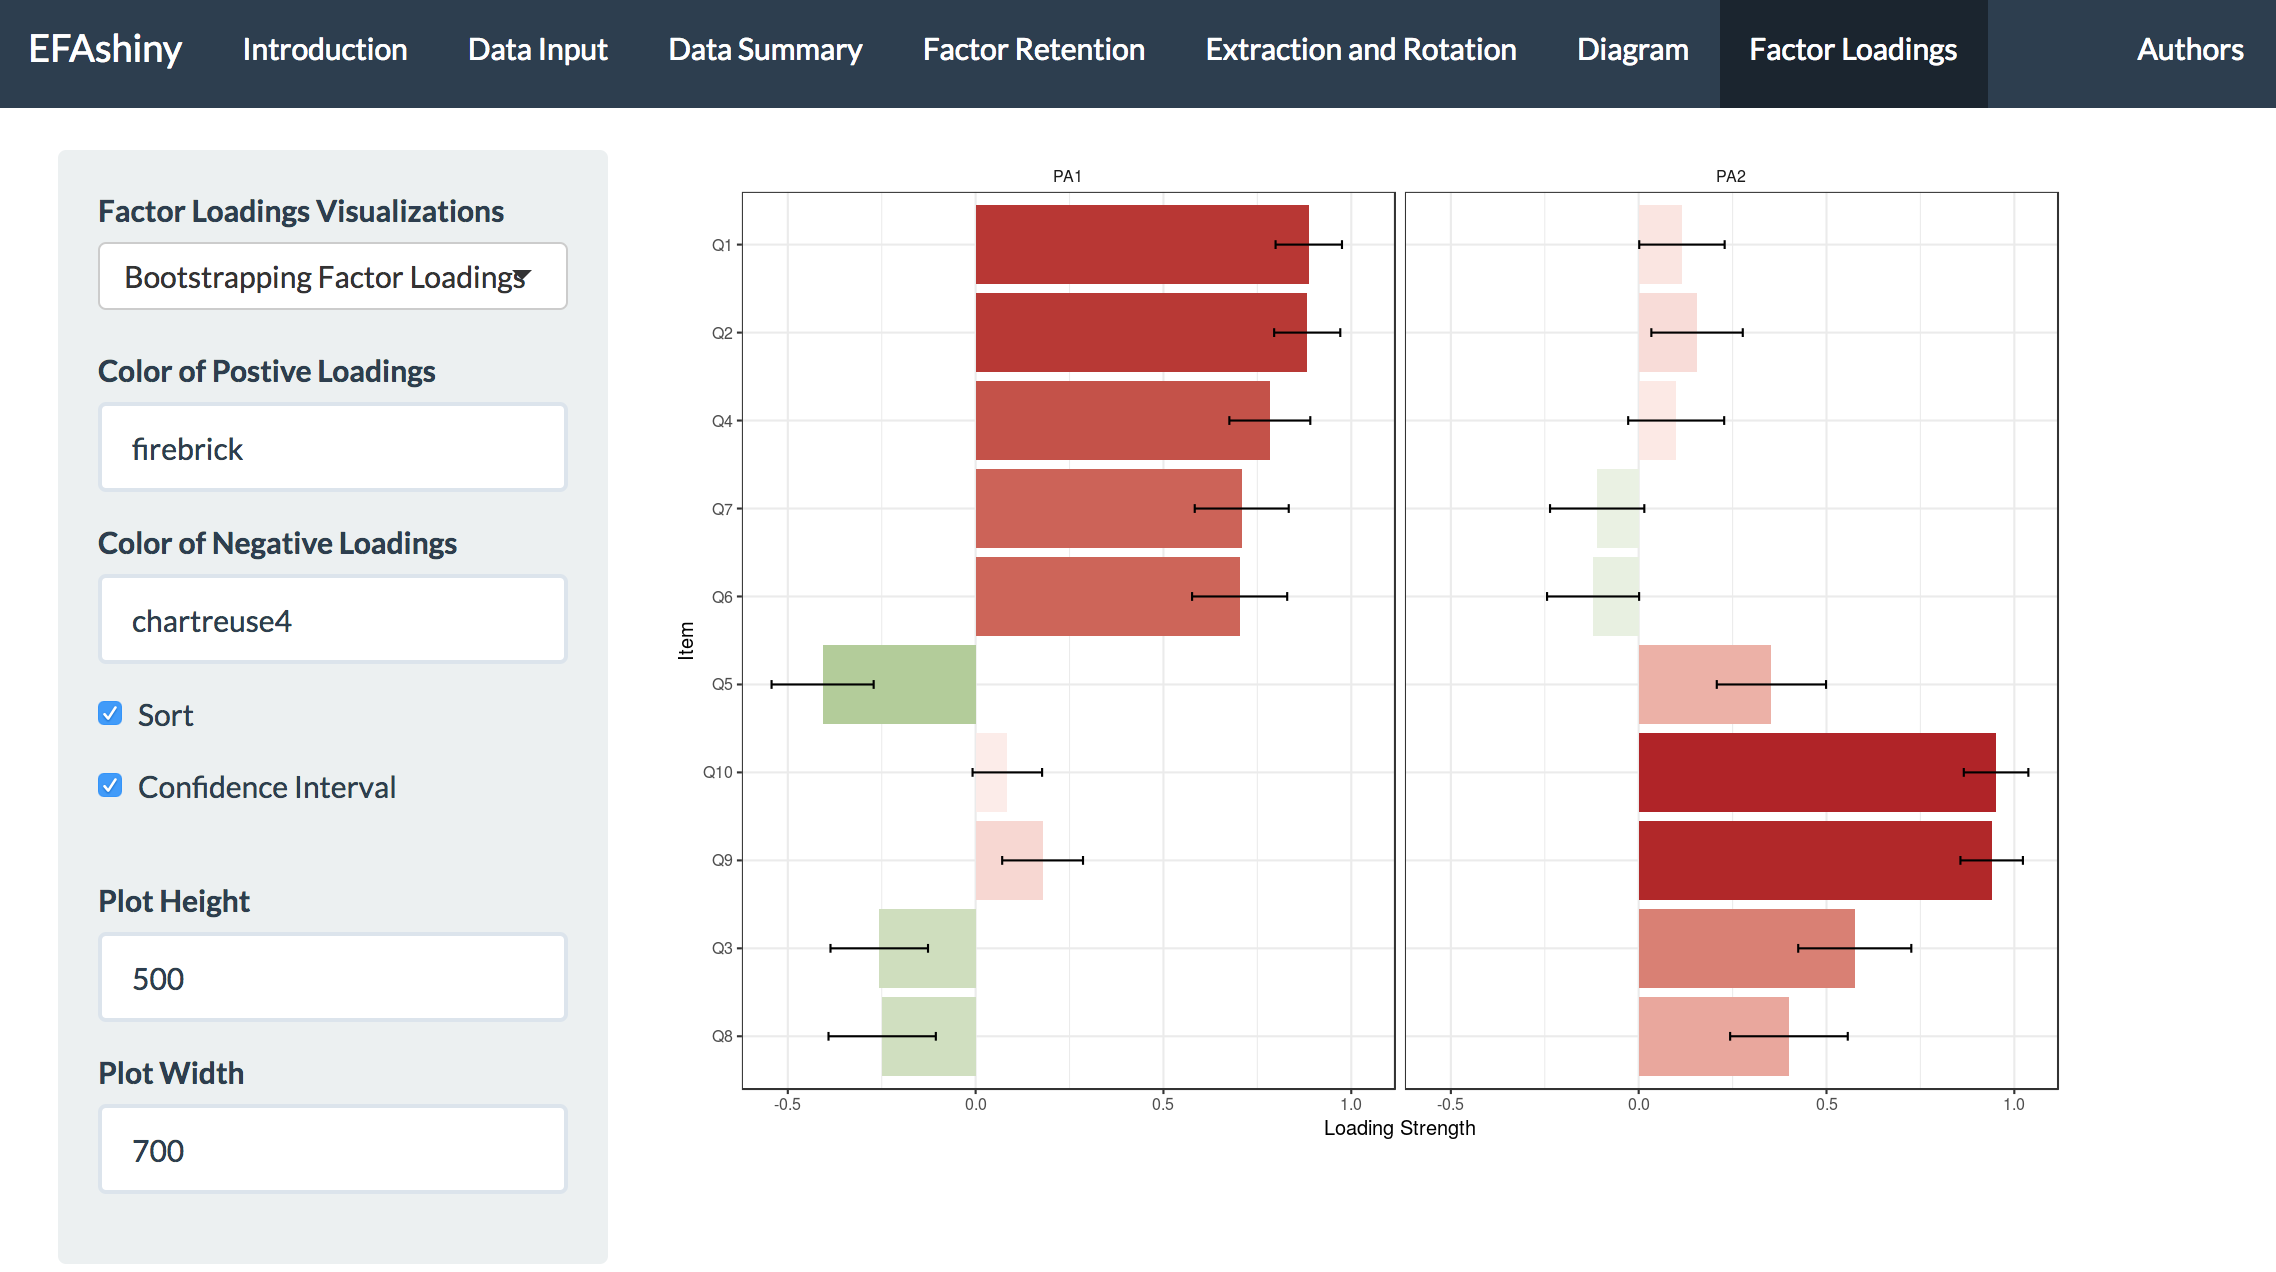 EFAshiny Introduction Data Input Data Summary Factor Retention Extraction and Rotation Diagram Factor Loadings Authors
Factor Loadings Visualizations
Bootstrapping Factor Loadings
Color of Postive Loadings
firebrick
Color of Negative Loadings
chartreuse4
Sort
Confidence Interval
Plot Height
500
Plot Width
700
PA1 PA2
Item
Q1
Q2
Q4
Q7
Q6
Q5
Q10
Q9
Q3
Q8
-0.5 0.0 0.5 1.0 -0.5 0.0 0.5 1.0
Loading Strength